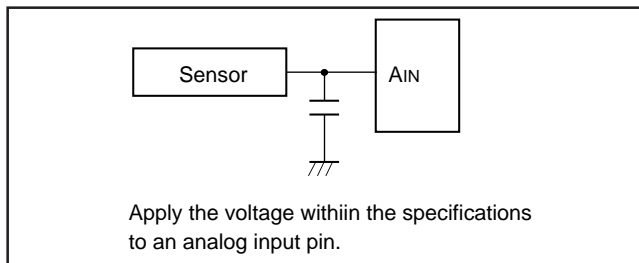 Sensor
AIN
Apply the voltage withiin the specifications
to an analog input pin.